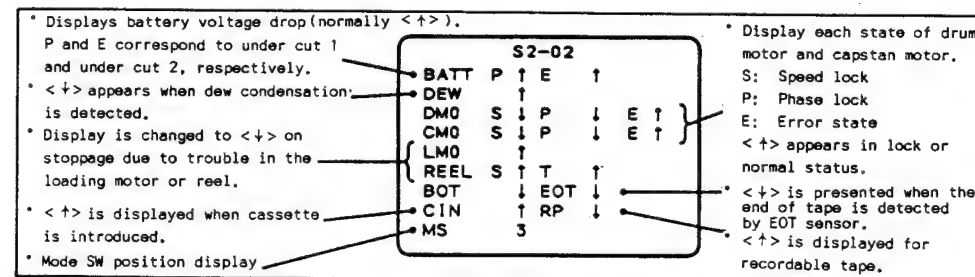 ° Displays battery voltage drop (normally <↑>).
P and E correspond to under cut 1
and under cut 2, respectively.
° <↓> appears when dew condensation
is detected.
° Display is changed to <↓> on
stoppage due to trouble in the
loading motor or reel.
° <↑> is displayed when cassette
is introduced.
° Mode SW position display
S2-02
BATT P ↑ E ↑
DEW ↑
DMO S ↓ P ↓ E ↑
CMO S ↓ P ↓ E ↑
LMO ↑
REEL S ↑ T ↑
BOT ↓ EOT ↓
CIN ↑ RP ↓
MS 3
° Display each state of drum
motor and capstan motor.
S: Speed lock
P: Phase lock
E: Error state
<↑> appears in lock or
normal status.
° <↓> is presented when the
end of tape is detected
by EOT sensor.
° <↑> is displayed for
recordable tape.